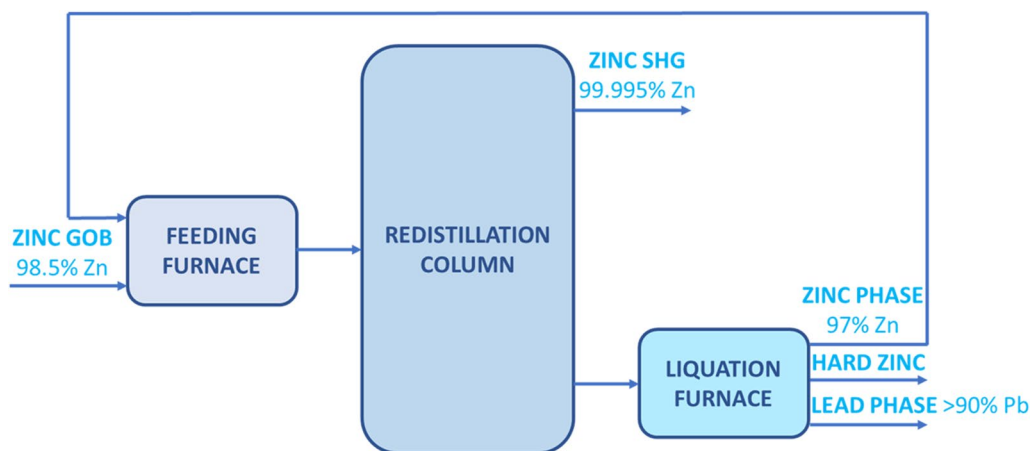 ZINC SHG
99.995% Zn
ZINC GOB
98.5% Zn
FEEDING
FURNACE
REDISTILLATION
COLUMN
ZINC PHASE
97% Zn
LIQUATION
FURNACE
HARD ZINC
LEAD PHASE >90% Pb